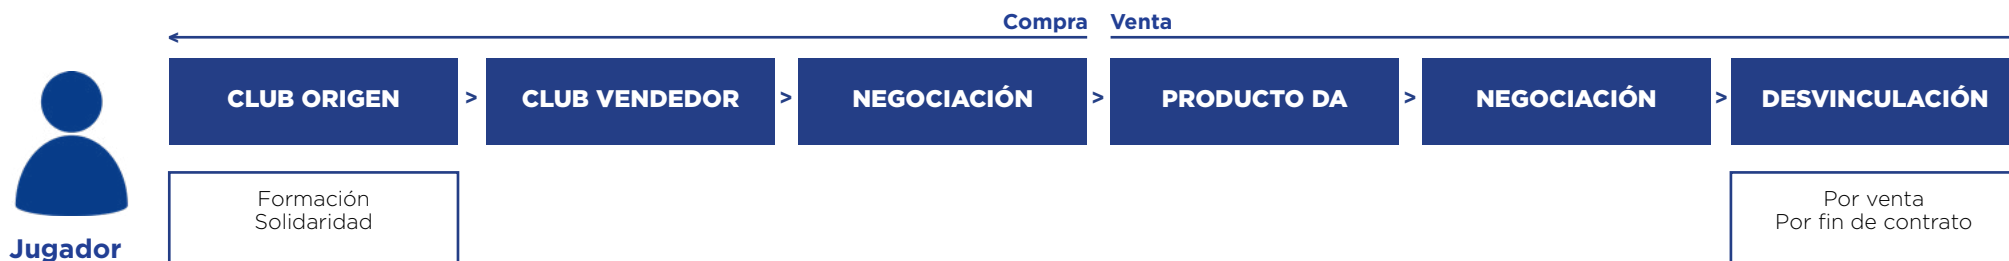 Compra Venta
CLUB ORIGEN > CLUB VENDEDOR > NEGOCIACIÓN > PRODUCTO DA > NEGOCIACIÓN > DESVINCULACIÓN
Formación
Solidaridad
Por venta
Por fin de contrato
Jugador